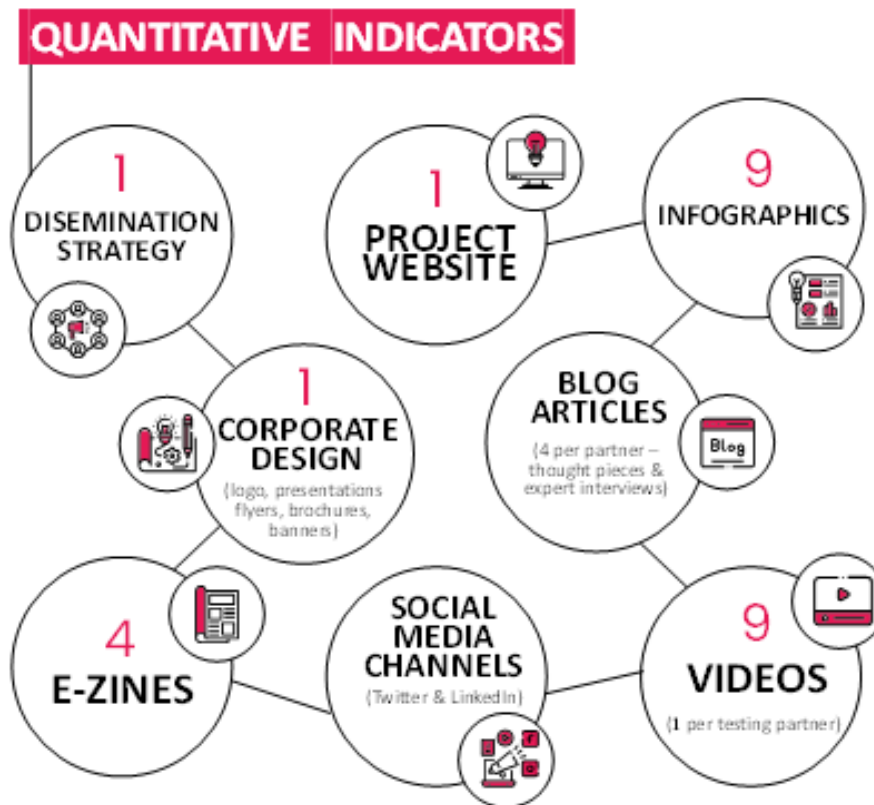 QUANTITATIVE INDICATORS
1
DISEMINATION
STRATEGY
1
PROJECT
WEBSITE
9
INFOGRAPHICS
1
CORPORATE
DESIGN
(logo, presentations
flyers, brochures,
banners)
BLOG
ARTICLES
(4 per partner –
thought pieces &
expert interviews)
Blog
4
E-ZINES
SOCIAL
MEDIA
CHANNELS
(Twitter & LinkedIn)
9
VIDEOS
(1 per testing partner)